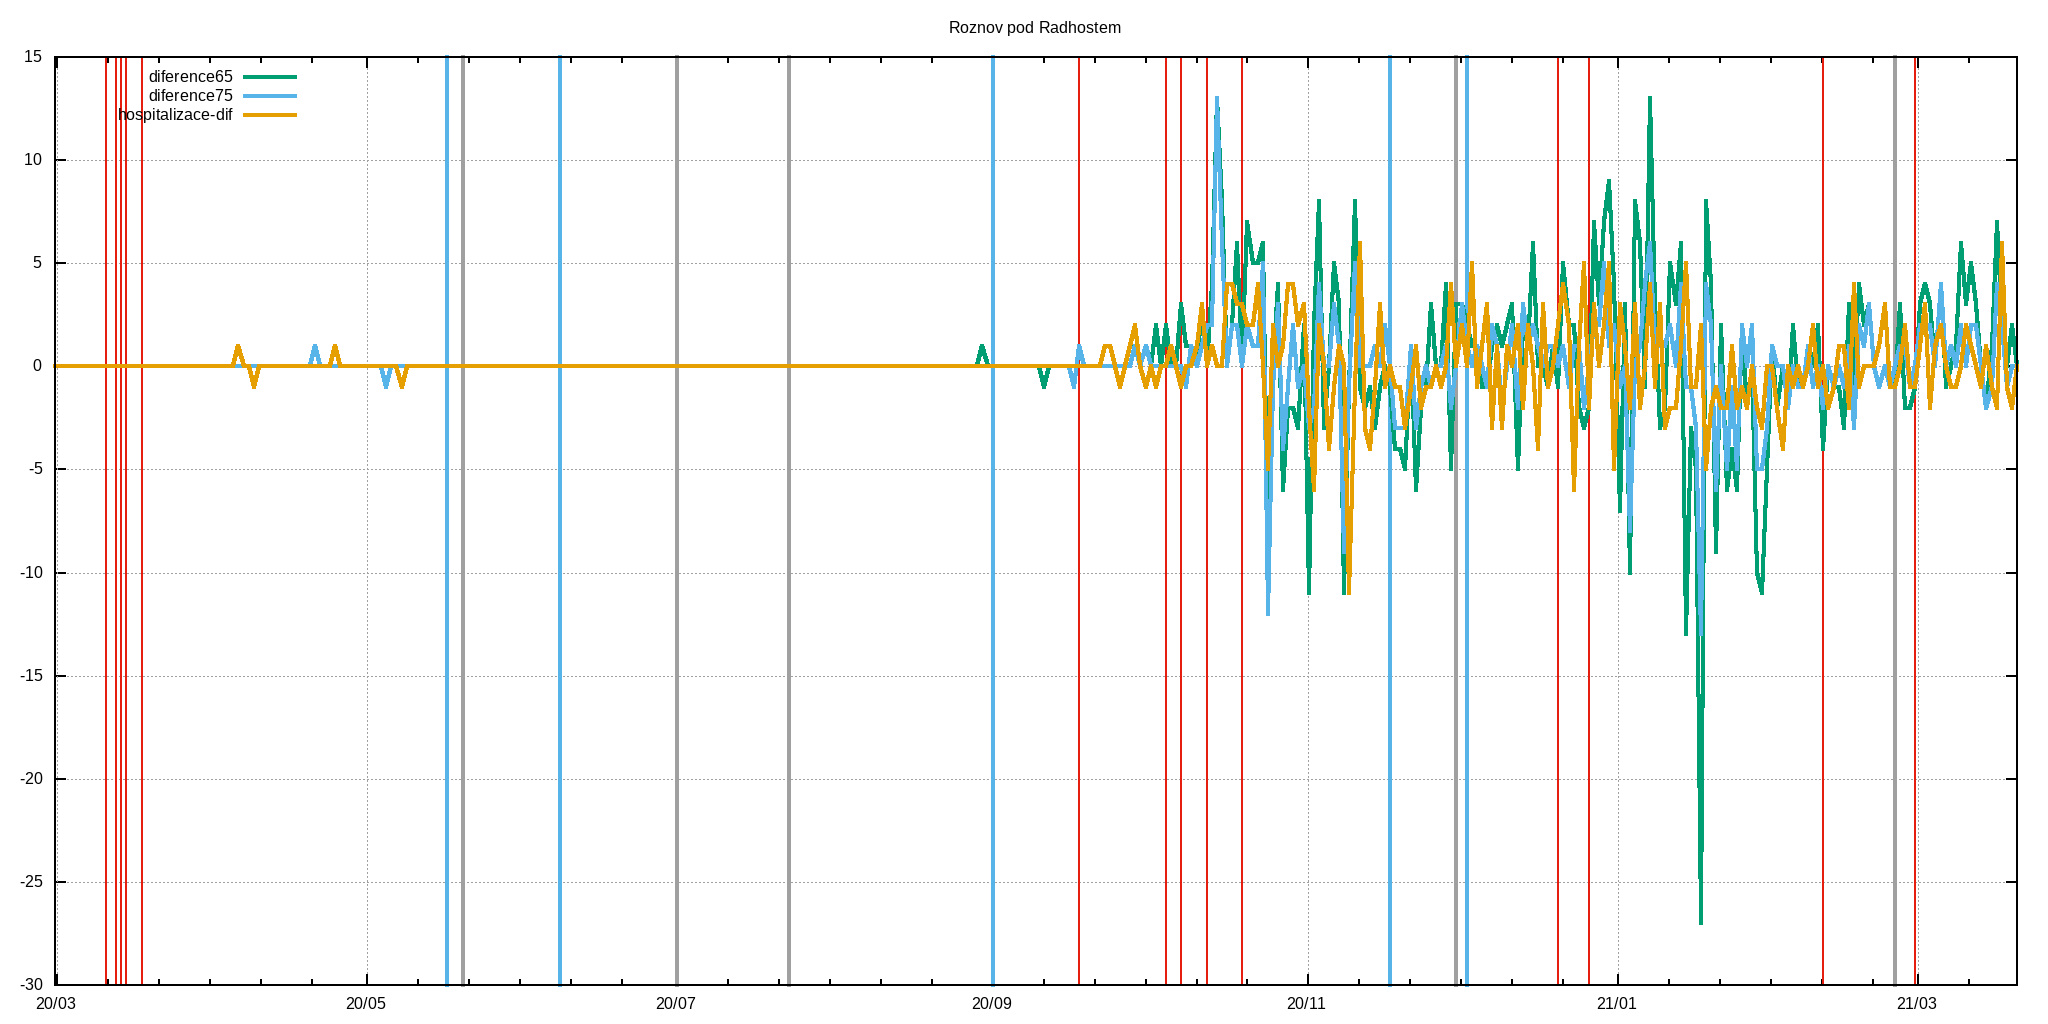 Roznov pod Radhostem
15
10
5
0
-5
-10
-15
-20
-25
-30
diference65
diference75
hospitalizace-dif
20/03 20/05 20/07 20/09 20/11 21/01 21/03